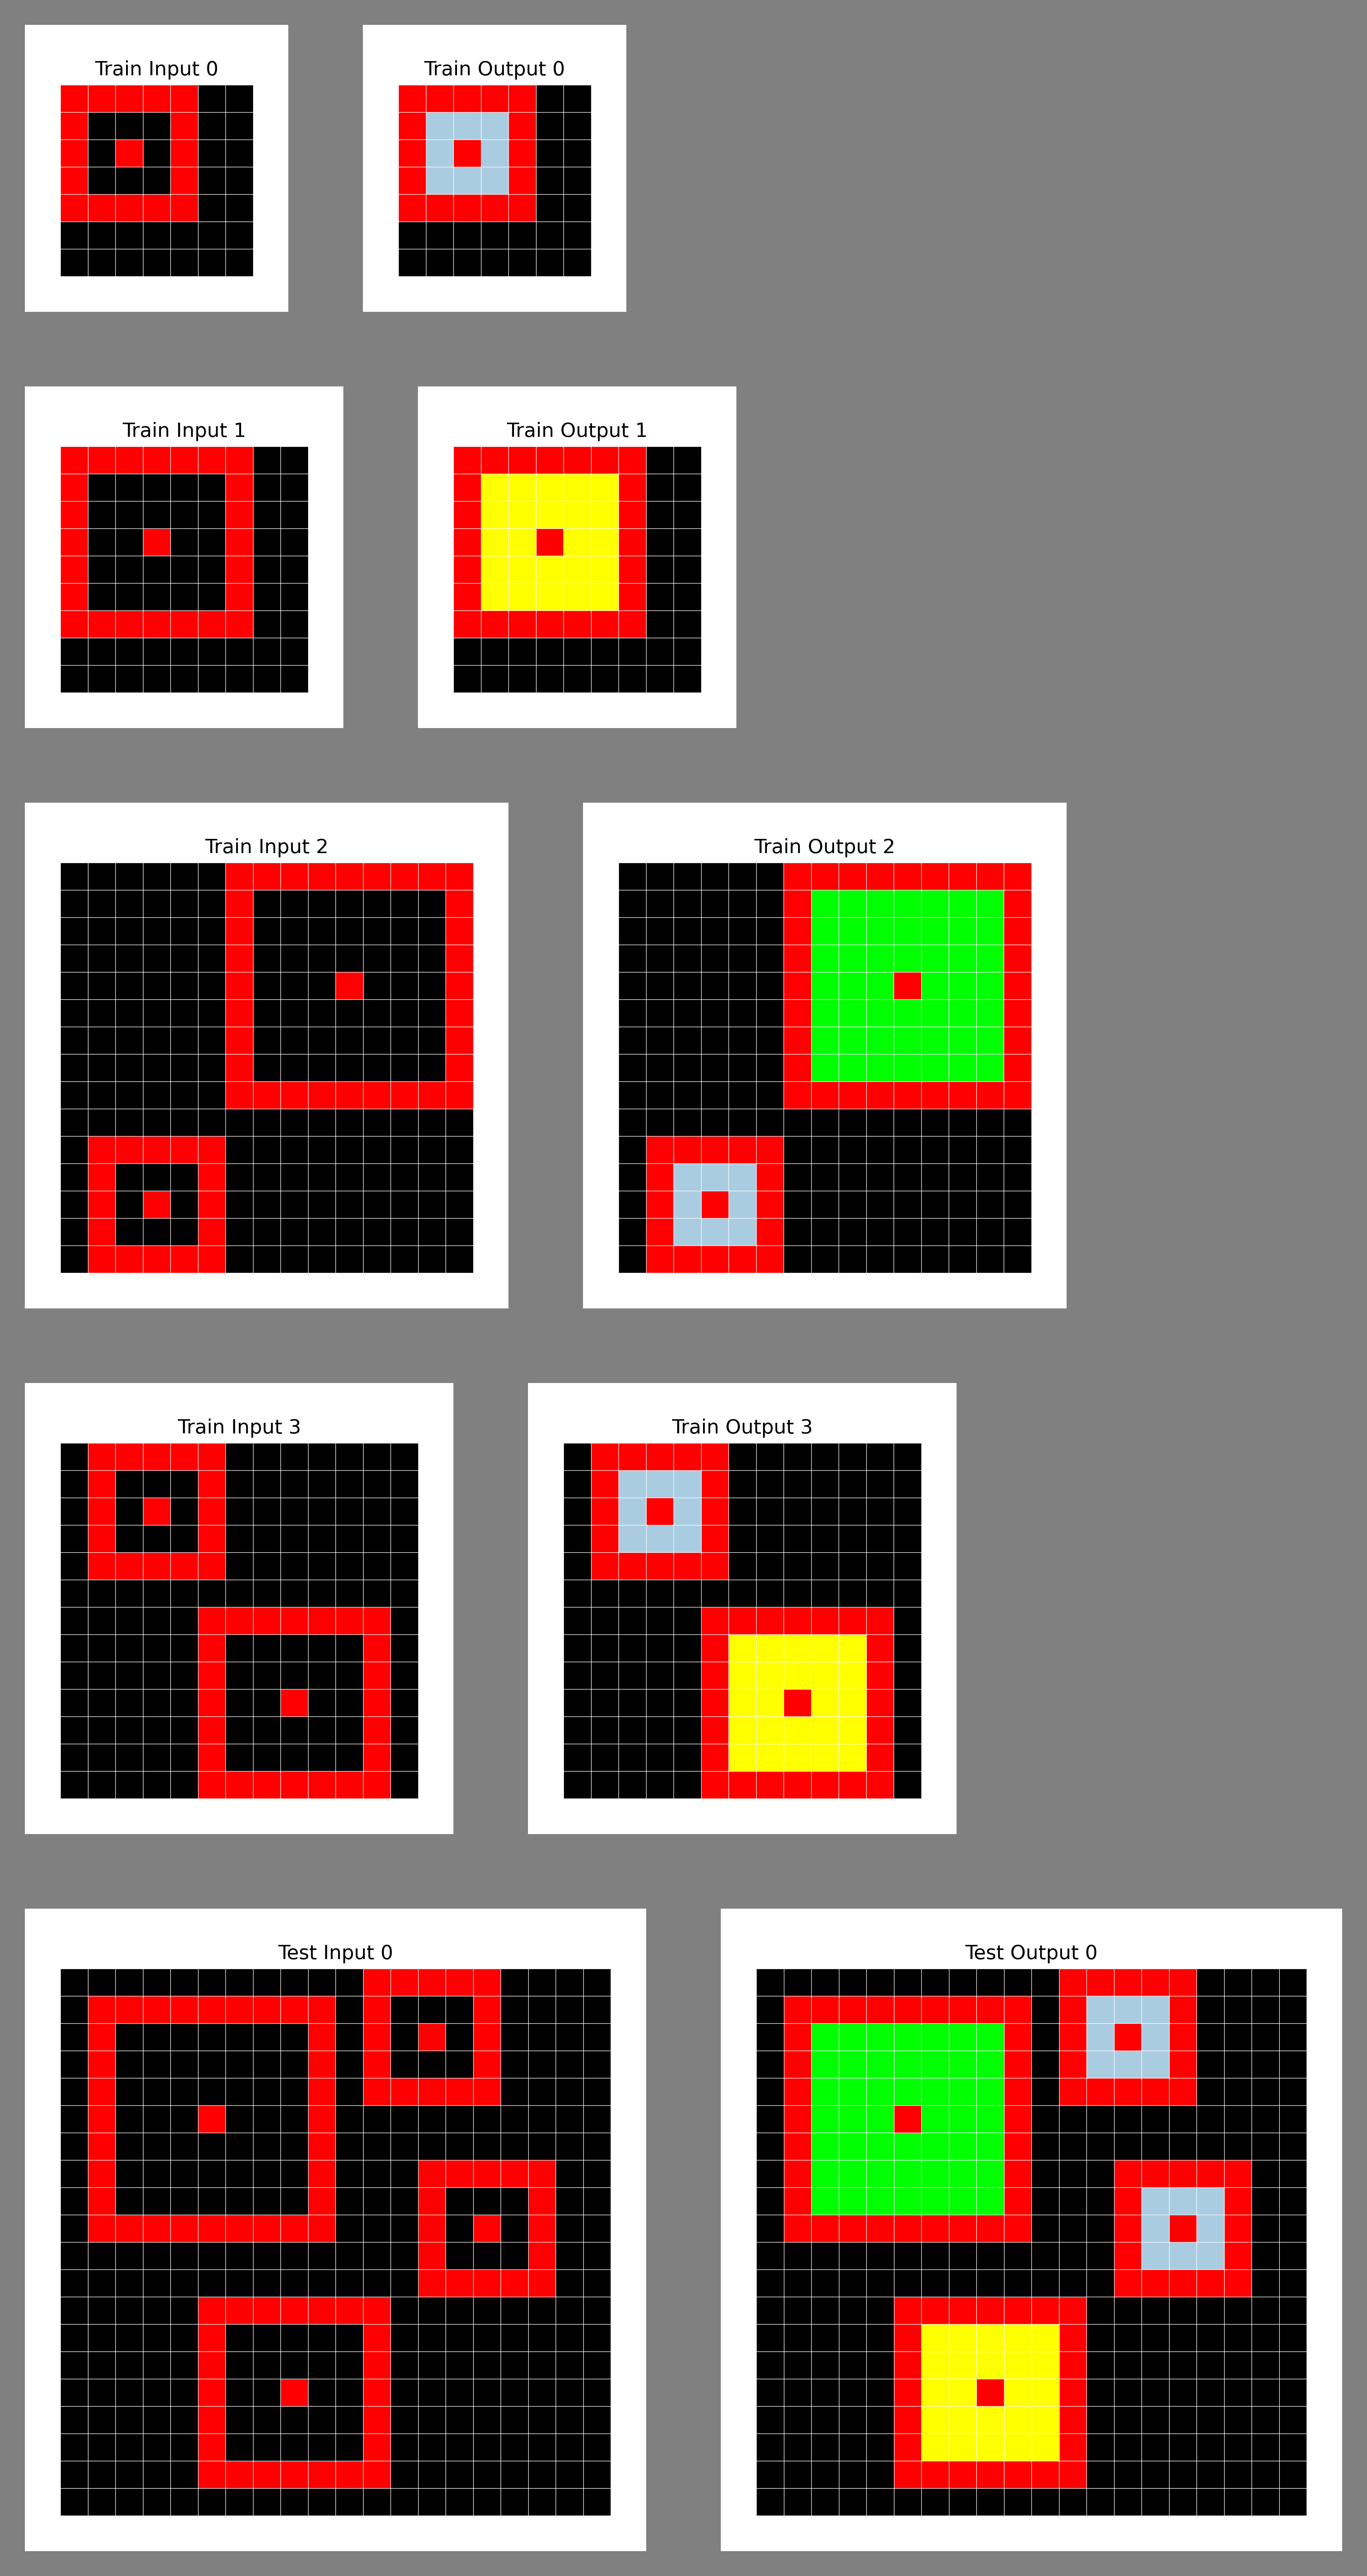 Train Input 0
Train Output 0
Train Input 1
Train Output 1
Train Input 2
Train Output 2
Train Input 3
Train Output 3
Test Input 0
Test Output 0